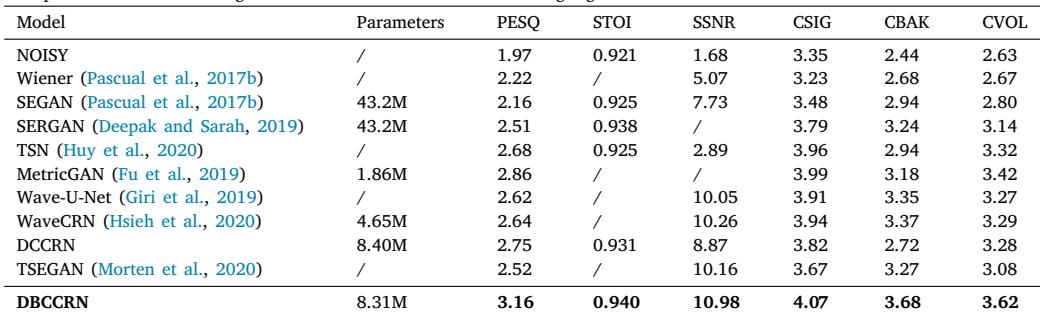 Model Parameters PESQ STOI SSNR CSIG CBAK CVOL
NOISY / 1.97 0.921 1.68 3.35 2.44 2.63
Wiener (Pascual et al., 2017b) / 2.22 / 5.07 3.23 2.68 2.67
SEGAN (Pascual et al., 2017b) 43.2M 2.16 0.925 7.73 3.48 2.94 2.80
SERGAN (Deepak and Sarah, 2019) 43.2M 2.51 0.938 / 3.79 3.24 3.14
TSN (Huy et al., 2020) / 2.68 0.925 2.89 3.96 2.94 3.32
MetricGAN (Fu et al., 2019) 1.86M 2.86 / / 3.99 3.18 3.42
Wave-U-Net (Giri et al., 2019) / 2.62 / 10.05 3.91 3.35 3.27
WaveCRN (Hsieh et al., 2020) 4.65M 2.64 / 10.26 3.94 3.37 3.29
DCCRN 8.40M 2.75 0.931 8.87 3.82 2.72 3.28
TSEGAN (Morten et al., 2020) / 2.52 / 10.16 3.67 3.27 3.08
DBCCRN 8.31M 3.16 0.940 10.98 4.07 3.68 3.62